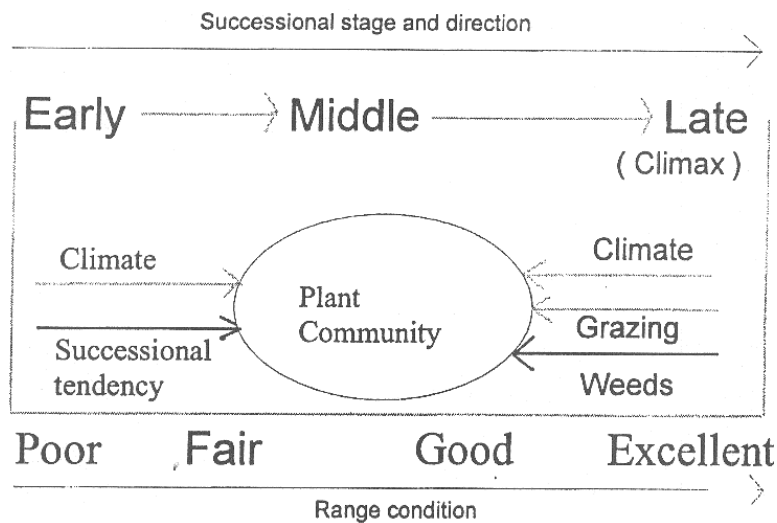 Successional stage and direction
Early Middle Late
( Climax )
Climate
Successional
tendency
Plant
Community
Climate
Grazing
Weeds
Poor Fair Good Excellent
Range condition